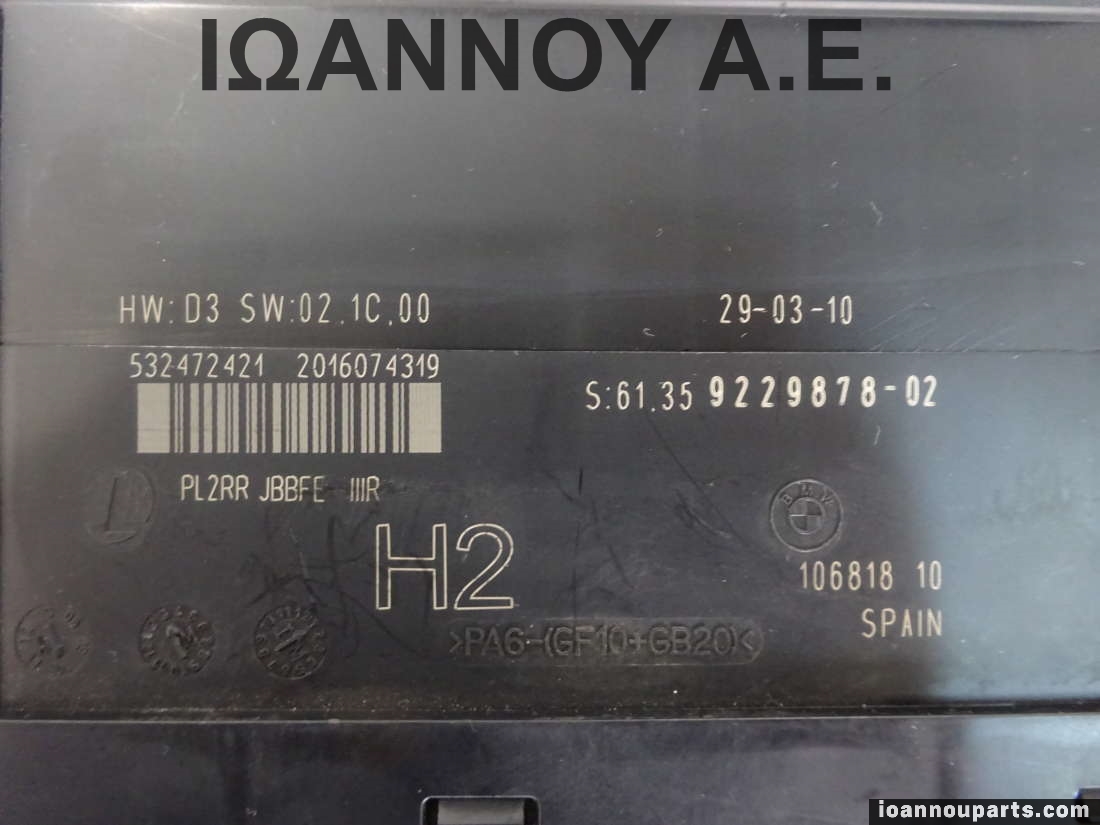 ΙΩΑΝΝΟΥ Α.Ε.
HW: D3 SW:02.1C.00 29-03-10
532472421 2016074319
S:61.35 9229878-02
PL2RR JBBFE IIIR
BMW
H2
106818 10
SPAIN
>PA6-(GF10+GB20)<
ioannouparts.com